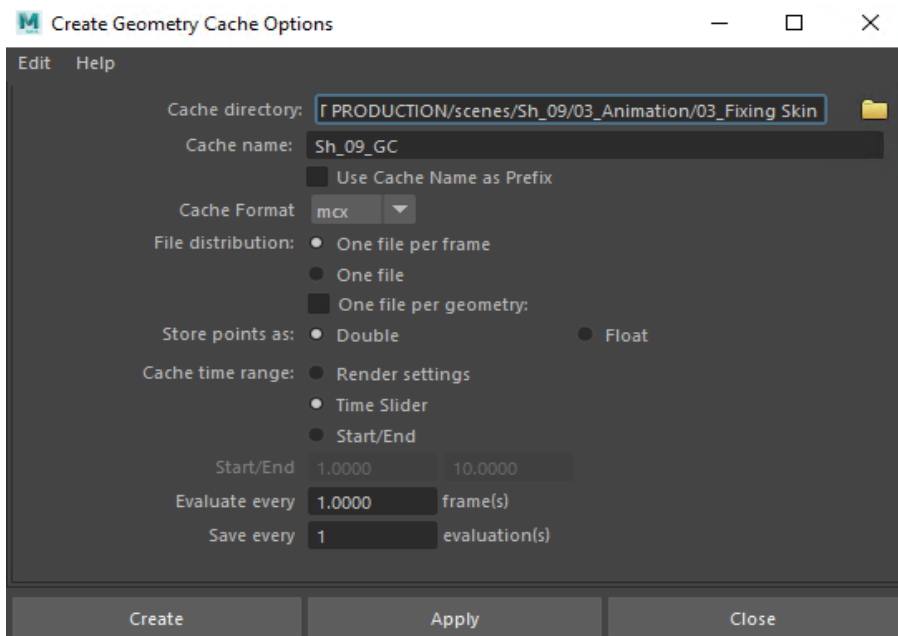 Create Geometry Cache Options
Edit Help
Cache directory: PRODUCTION/scenes/Sh_09/03_Animation/03_Fixing Skin
Cache name: Sh_09_GC
Use Cache Name as Prefix
Cache Format mcx
File distribution: One file per frame
One file
One file per geometry:
Store points as: Double Float
Cache time range: Render settings
Time Slider
Start/End
Start/End 1.0000 10.0000
Evaluate every 1.0000 frame(s)
Save every 1 evaluation(s)
Create Apply Close